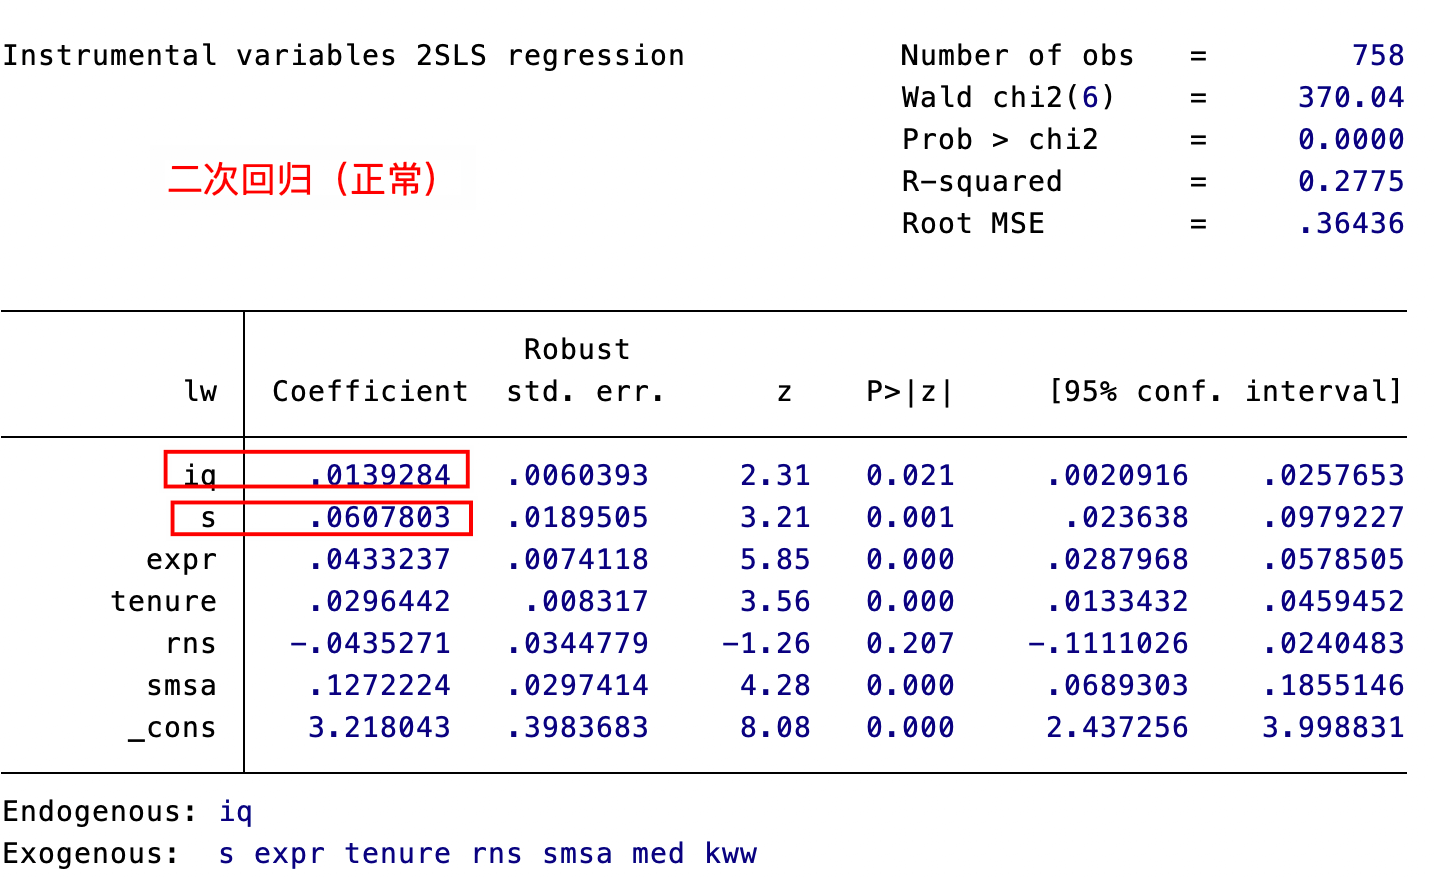 Instrumental variables 2SLS regression Number of obs = 758
Wald chi2(6) = 370.04
二次回归（正常） Prob > chi2 = 0.0000
R-squared = 0.2775
Root MSE = .36436
Robust
lw Coefficient std. err. z P>|z| [95% conf. interval]
iq .0139284 .0060393 2.31 0.021 .0020916 .0257653
s .0607803 .0189505 3.21 0.001 .023638 .0979227
expr .0433237 .0074118 5.85 0.000 .0287968 .0578505
tenure .0296442 .008317 3.56 0.000 .0133432 .0459452
rns -.0435271 .0344779 -1.26 0.207 -.1111026 .0240483
smsa .1272224 .0297414 4.28 0.000 .0689303 .1855146
_cons 3.218043 .3983683 8.08 0.000 2.437256 3.998831
Endogenous: iq
Exogenous: s expr tenure rns smsa med kww